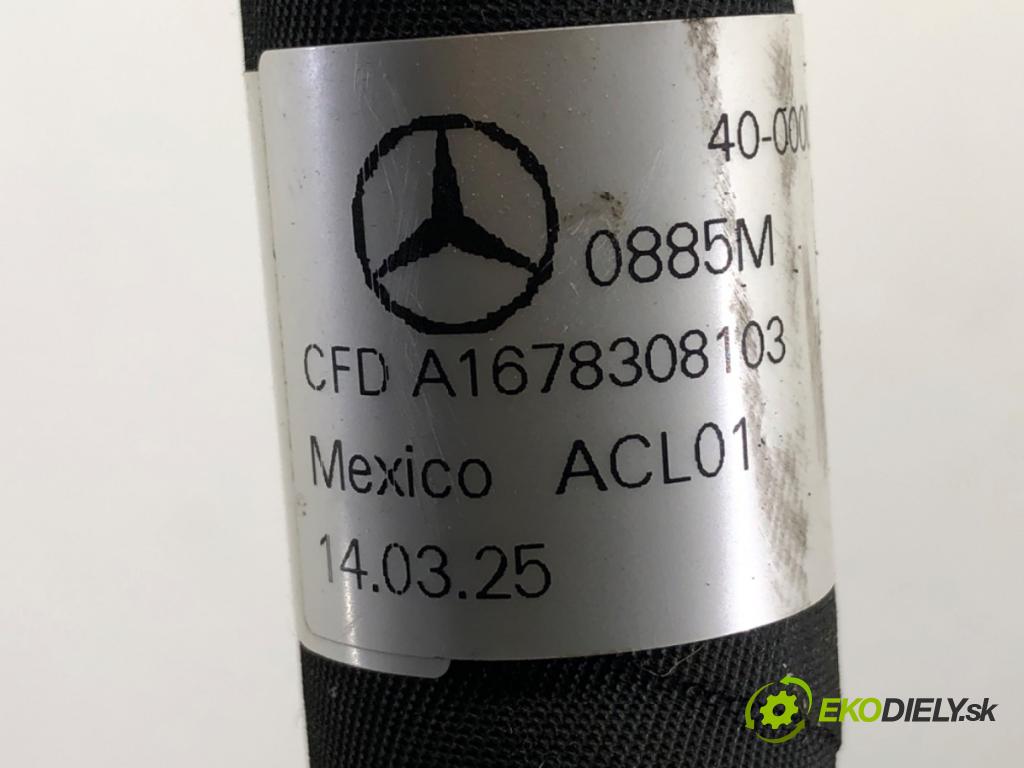 40-000
0885M
CFD A1678308103
Mexico ACL01
14.03.25
EKODIELY.sk